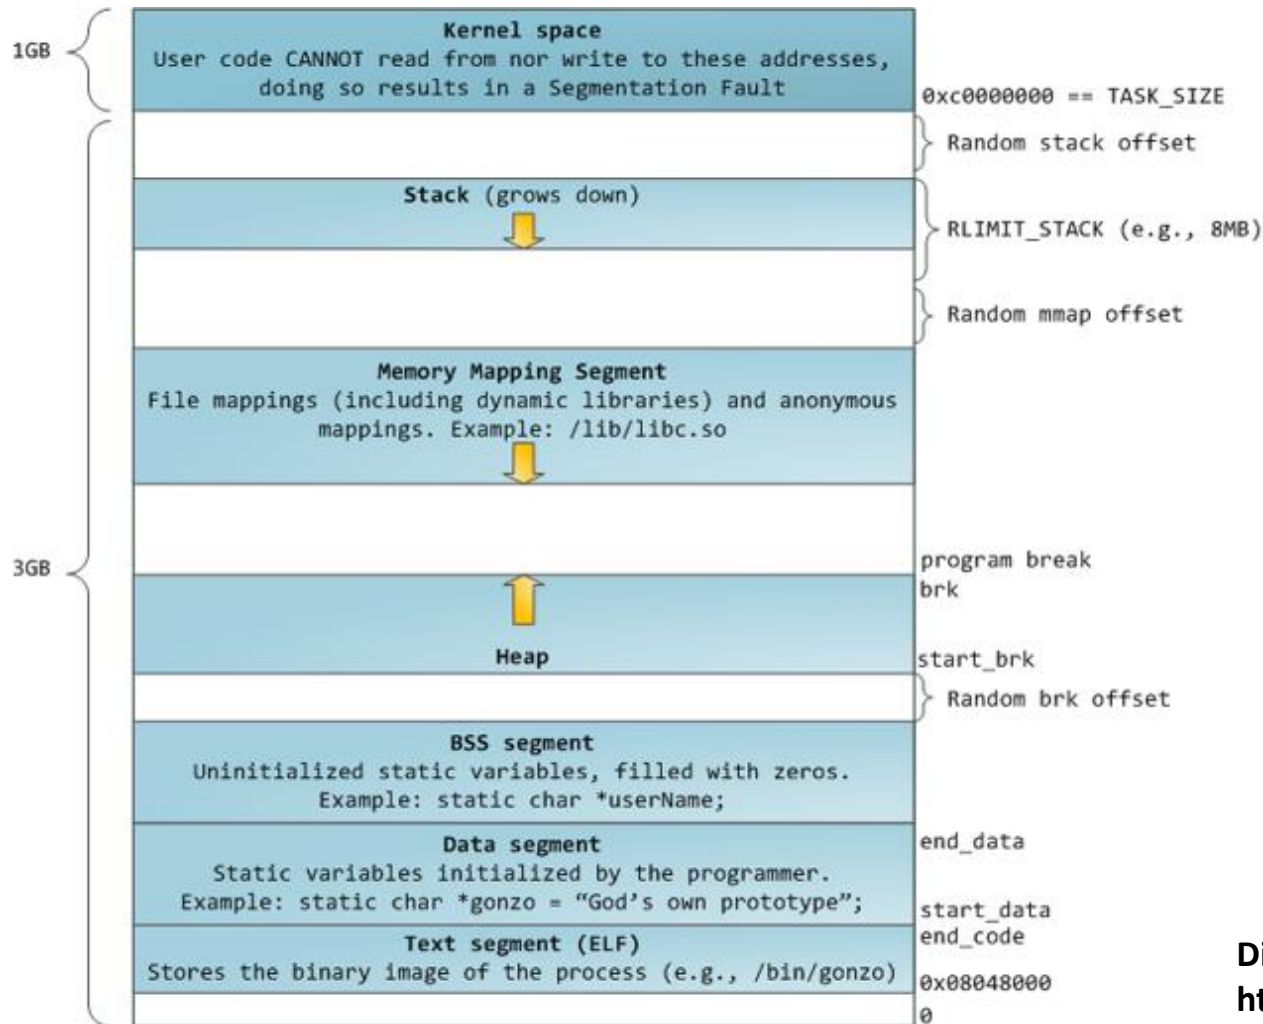 Kernel space
1GB
User code CANNOT read from nor write to these addresses,
doing so results in a Segmentation Fault
0xc0000000 == TASK_SIZE
Random stack offset
Stack (grows down)
RLIMIT_STACK (e.g., 8MB)
Random mmap offset
Memory Mapping Segment
File mappings (including dynamic libraries) and anonymous
mappings. Example: /lib/libc.so
3GB
program break
brk
Heap
start_brk
Random brk offset
BSS segment
Uninitialized static variables, filled with zeros.
Example: static char *userName;
Data segment
end_data
Static variables initialized by the programmer.
Example: static char *gonzo = “God’s own prototype”;
start_data
end_code
Text segment (ELF)
Stores the binary image of the process (e.g., /bin/gonzo)
0x08048000
0
Di
ht